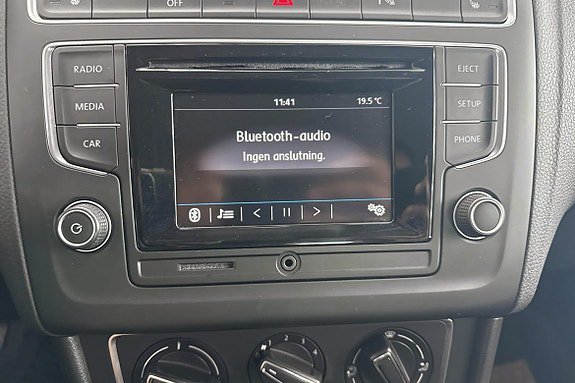 OFF
RADIO
MEDIA
CAR
11:41
19.5 °C
Bluetooth-audio
Ingen anslutning.
EJECT
SETUP
PHONE